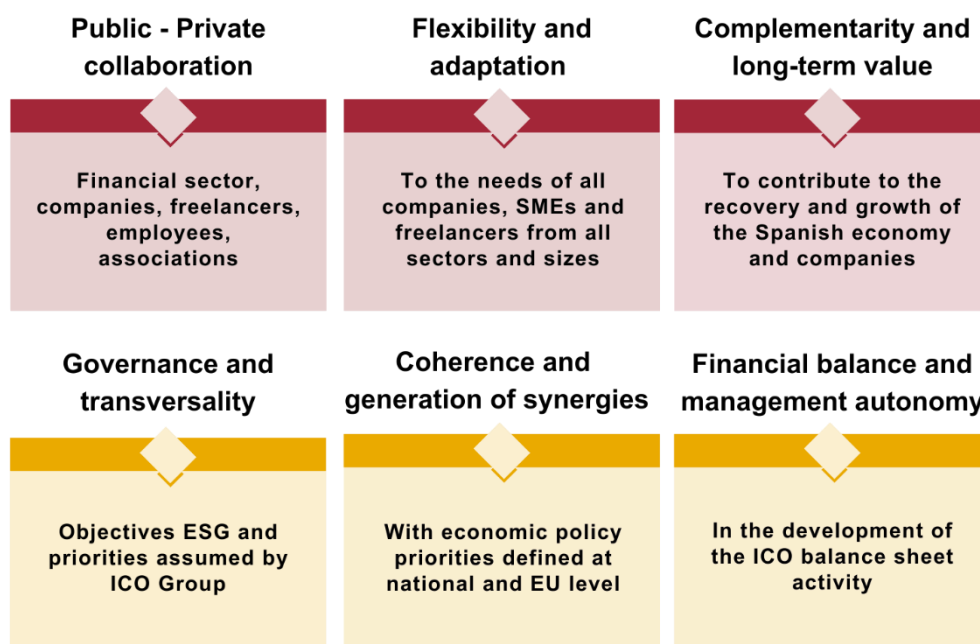 Public - Private
collaboration
Financial sector,
companies, freelancers,
employees,
associations
Flexibility and
adaptation
To the needs of all
companies, SMEs and
freelancers from all
sectors and sizes
Complementarity and
long-term value
To contribute to the
recovery and growth of
the Spanish economy
and companies
Governance and
transversality
Objectives ESG and
priorities assumed by
ICO Group
Coherence and
generation of synergies
With economic policy
priorities defined at
national and EU level
Financial balance and
management autonomy
In the development of
the ICO balance sheet
activity